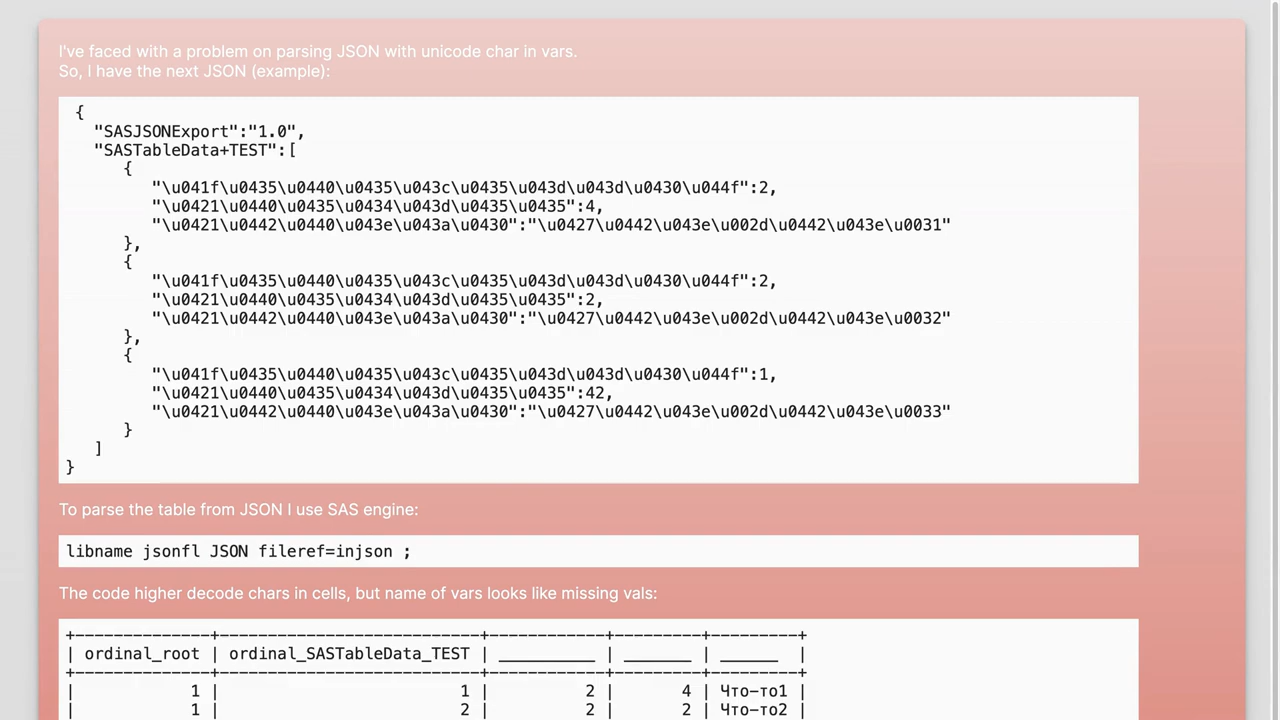 I've faced with a problem on parsing JSON with unicode char in vars.
So, I have the next JSON (example):
{
"SASJSONExport":"1.0",
"SASTableData+TEST":[
{
"\u041f\u0435\u0440\u0435\u043c\u0435\u043d\u043d\u0430\u044f":2,
"\u0421\u0440\u0435\u0434\u043d\u0435\u0435":4,
"\u0421\u0442\u0440\u043e\u043a\u0430":"\u0427\u0442\u043e\u002d\u0442\u043e\u0031"
},
{
"\u041f\u0435\u0440\u0435\u043c\u0435\u043d\u043d\u0430\u044f":2,
"\u0421\u0440\u0435\u0434\u043d\u0435\u0435":2,
"\u0421\u0442\u0440\u043e\u043a\u0430":"\u0427\u0442\u043e\u002d\u0442\u043e\u0032"
},
{
"\u041f\u0435\u0440\u0435\u043c\u0435\u043d\u043d\u0430\u044f":1,
"\u0421\u0440\u0435\u0434\u043d\u0435\u0435":42,
"\u0421\u0442\u0440\u043e\u043a\u0430":"\u0427\u0442\u043e\u002d\u0442\u043e\u0033"
}
]
}
To parse the table from JSON I use SAS engine:
libname jsonfl JSON fileref=injson ;
The code higher decode chars in cells, but name of vars looks like missing vals:
+--------------+---------------------------+------------+---------+---------+
| ordinal_root | ordinal_SASTableData_TEST | __________ | _______ | ______  |
+--------------+---------------------------+------------+---------+---------+
|            1 |                         1 |          2 |       4 | Что-то1 |
|            1 |                         2 |          2 |       2 | Что-то2 |